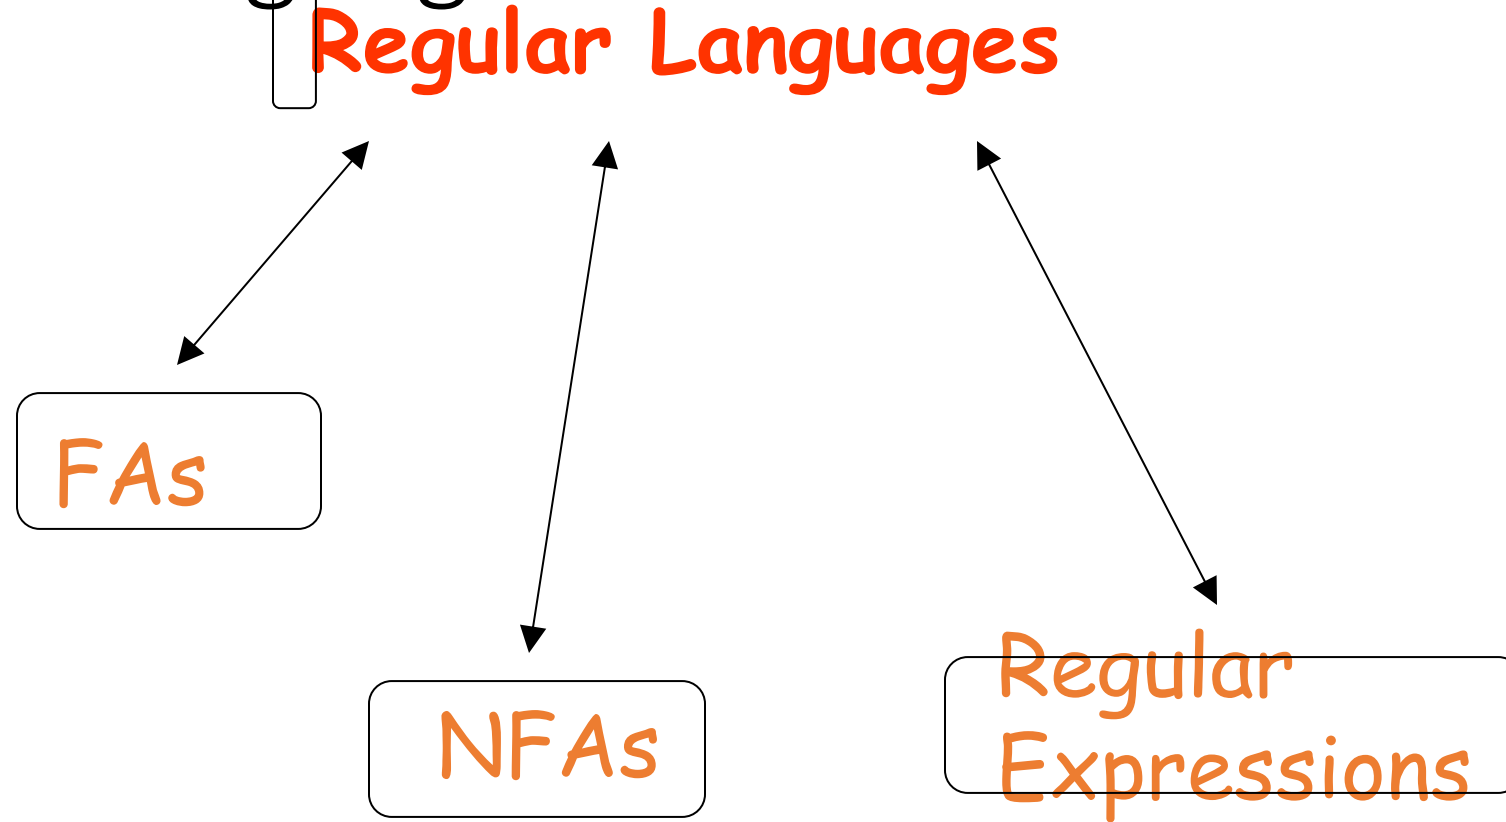 Regular Languages
FAs
NFAs
Regular
Expressions